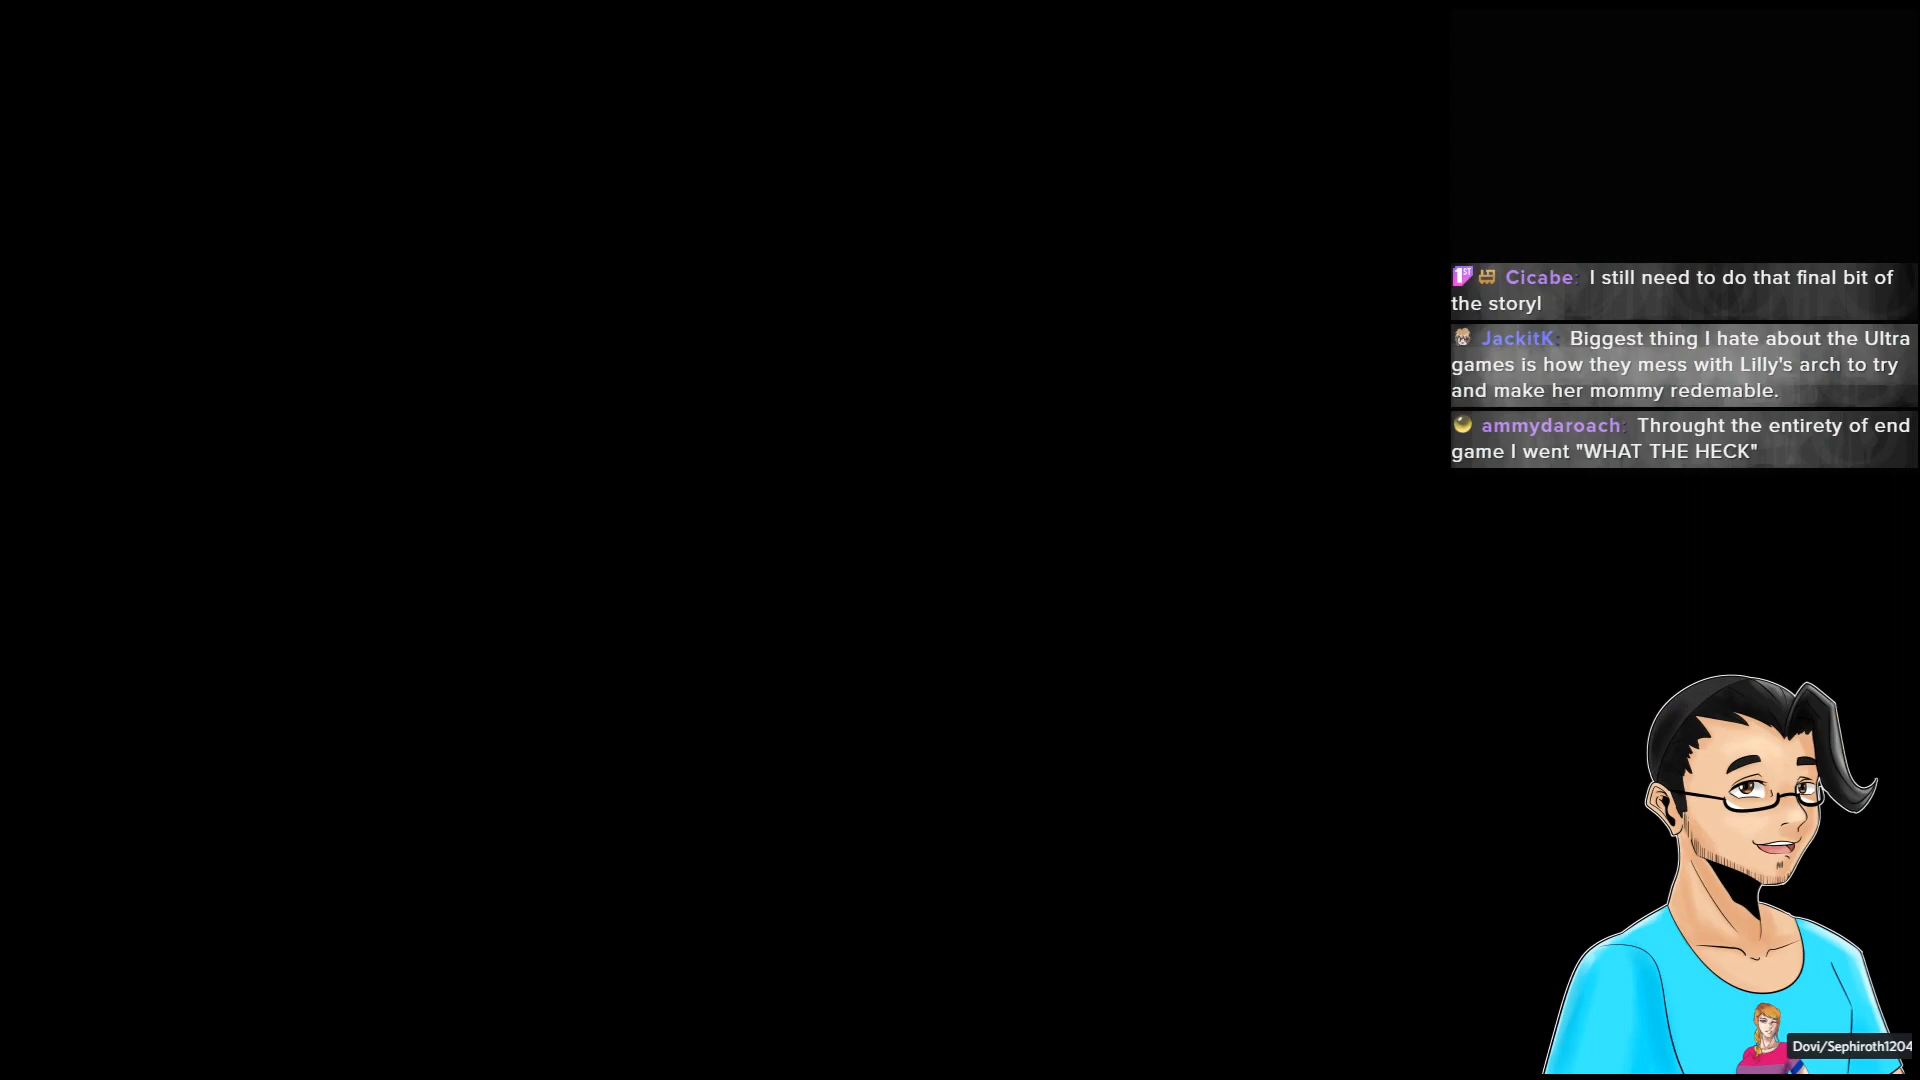 1ST Cicabe: I still need to do that final bit of
the storyl
JackitK: Biggest thing I hate about the Ultra
games is how they mess with Lilly's arch to try
and make her mommy redemable.
ammydaroach: Throught the entirety of end
game I went "WHAT THE HECK"
Dovi/Sephiroth1204